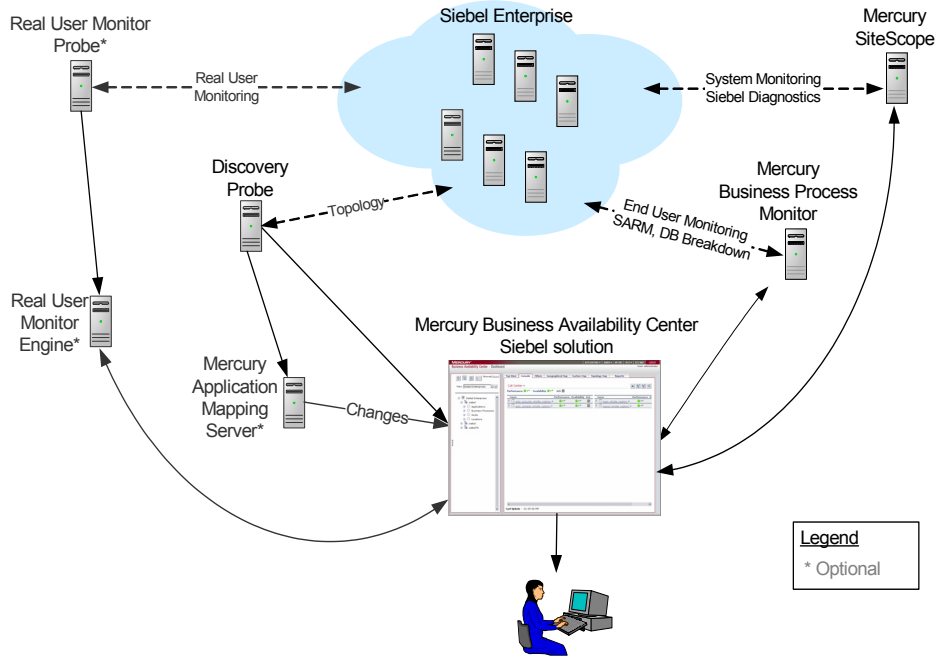 Real User Monitor
Probe*
Siebel Enterprise
Mercury
SiteScope
Real User
Monitoring
System Monitoring
Siebel Diagnostics
Discovery
Probe
Topology
Mercury
Business Process
Monitor
End User Monitoring
SARM, DB Breakdown
Real User
Monitor
Engine*
Mercury Business Availability Center
Siebel solution
Mercury
Application
Mapping
Server*
Changes
MERCURY
Legend
* Optional